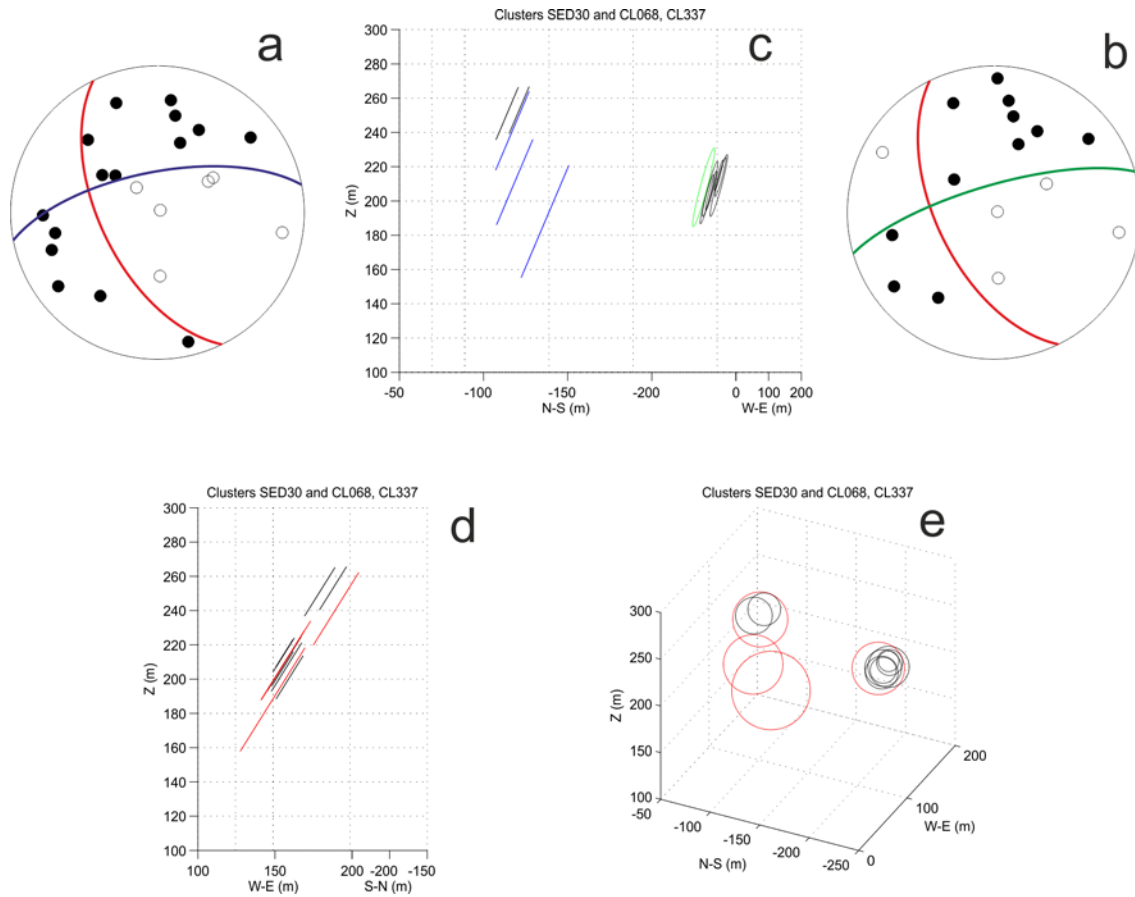 a
Clusters SED30 and CL068, CL337
c
b
300
280
260
240
220
200
180
160
140
120
100
Z (m)
-50 -100 -150 -200 0 100 200
N-S (m) W-E (m)
Clusters SED30 and CL068, CL337
d
300
280
260
240
220
200
180
160
140
120
100
Z (m)
100 150 200 -200 -150
W-E (m) S-N (m)
Clusters SED30 and CL068, CL337
e
300
250
200
150
100
Z (m)
-50
-100
-150
-200
-250
N-S (m)
0
100
200
W-E (m)